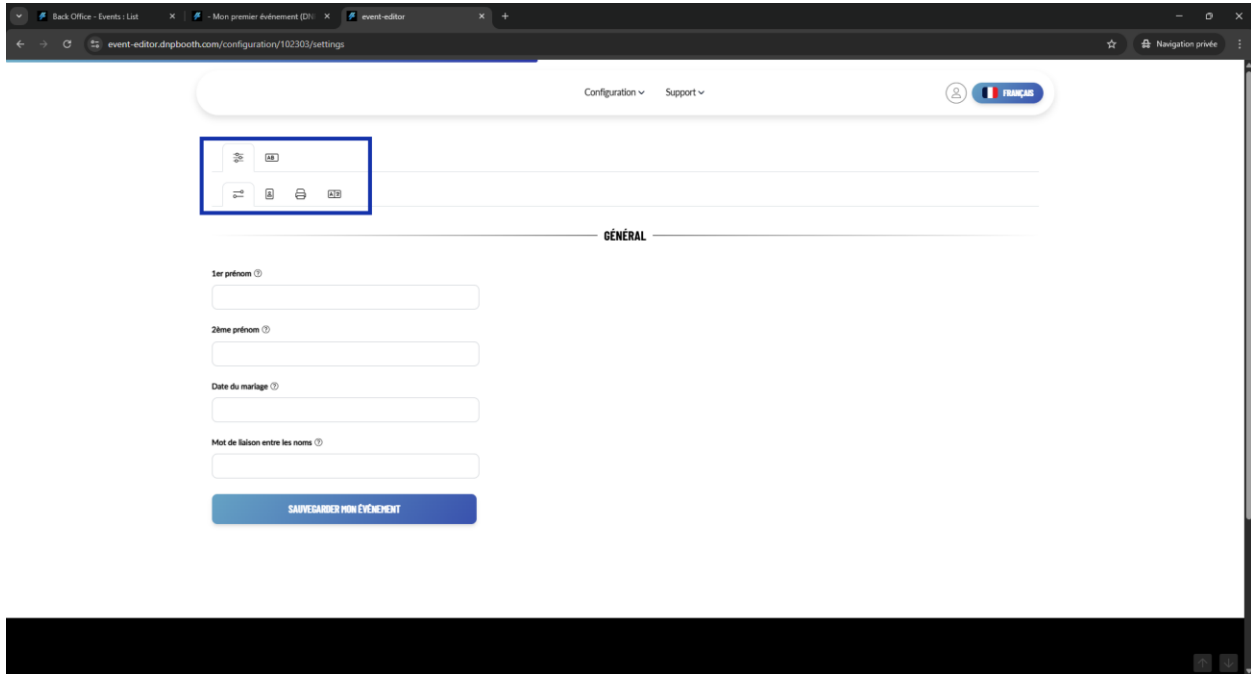 Back Office - Events : List
- Mon premier événement (DN
event-editor
event-editor.dnpbooth.com/configuration/102303/settings
Navigation privée
Configuration
Support
FRANÇAIS
AB
GÉNÉRAL
1er prénom
2ème prénom
Date du mariage
Mot de liaison entre les noms
SAUVEGARDER MON ÉVÉNEMENT